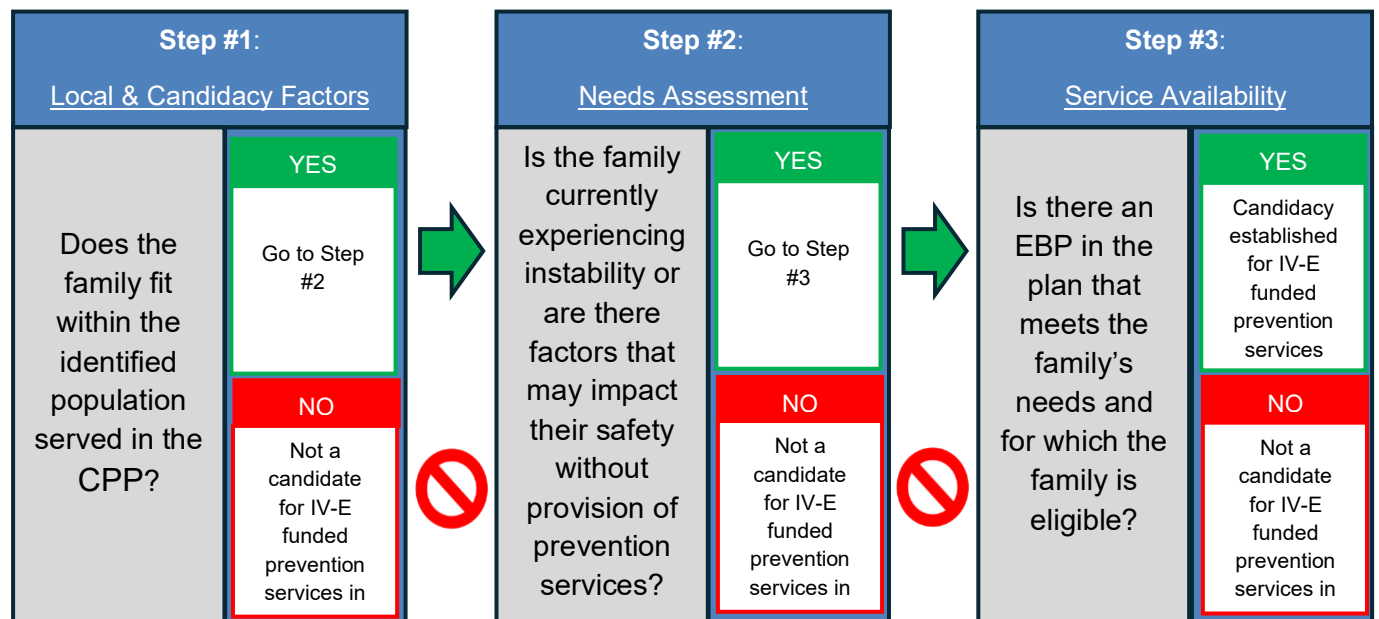 Step #1:
Local & Candidacy Factors
Does the
family fit
within the
identified
population
served in the
CPP?
YES
Go to Step
#2
NO
Not a
candidate
for IV-E
funded
prevention
services in
Step #2:
Needs Assessment
Is the family
currently
experiencing
instability or
are there
factors that
may impact
their safety
without
provision of
prevention
services?
YES
Go to Step
#3
NO
Not a
candidate
for IV-E
funded
prevention
services in
Step #3:
Service Availability
Is there an
EBP in the
plan that
meets the
family’s
needs and
for which the
family is
eligible?
YES
Candidacy
established
for IV-E
funded
prevention
services
NO
Not a
candidate
for IV-E
funded
prevention
services in